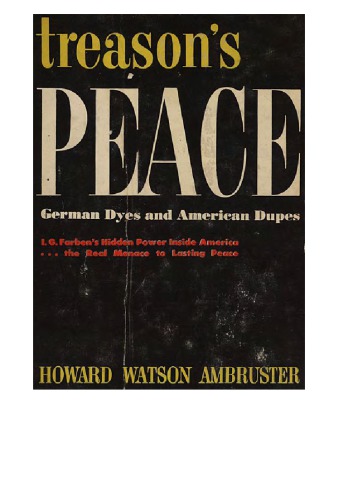 treason's
PEACE
German Dyes and American Dupes
I. G. Farben's Hidden Power Inside America
... the Real Menace to Lasting Peace
HOWARD WATSON AMBRUSTER